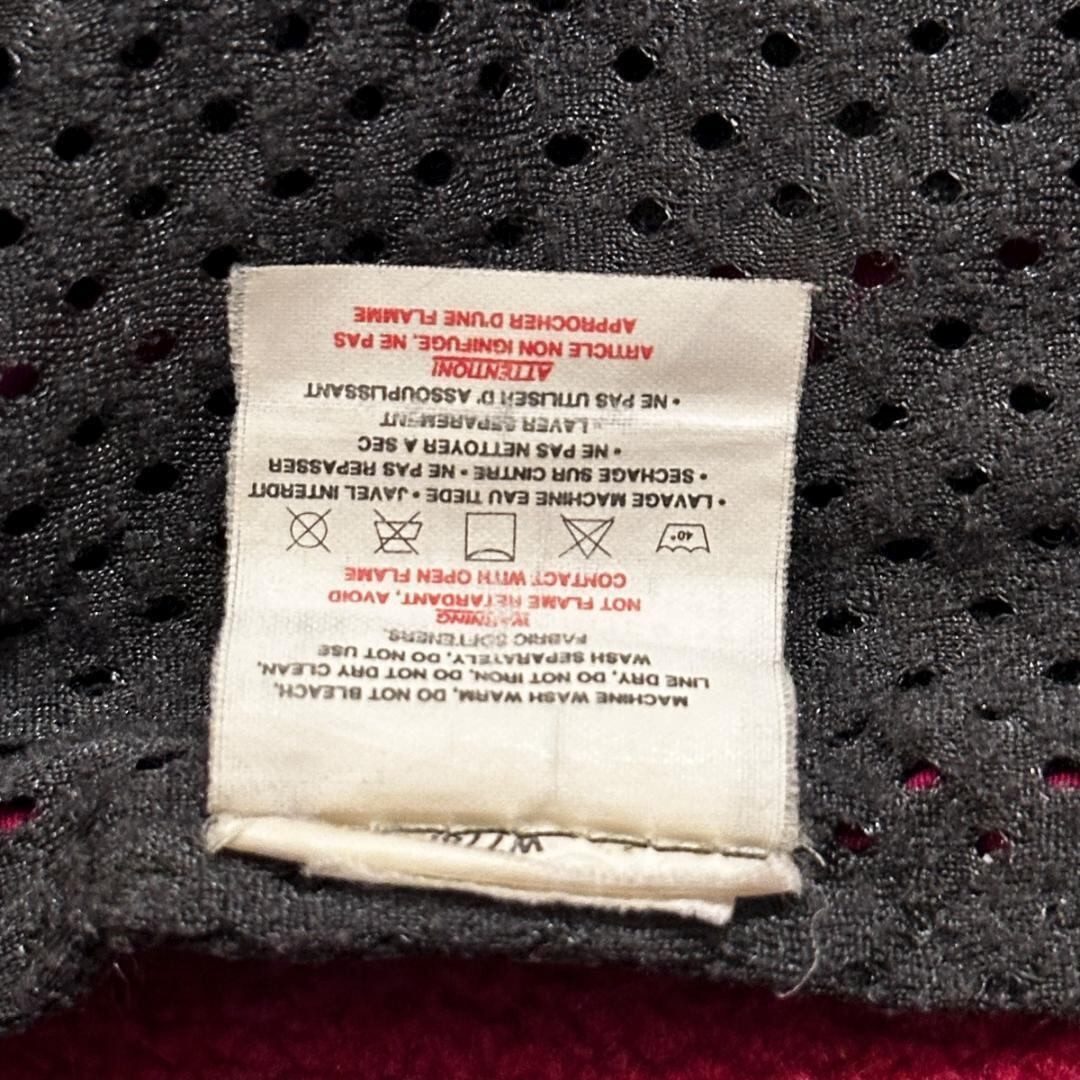 MACHINE WASH WARM, DO NOT BLEACH,
LINE DRY, DO NOT IRON, DO NOT DRY CLEAN,
WASH SEPARATELY, DO NOT USE
FABRIC SOFTENERS.
WARNING
NOT FLAME RETARDANT, AVOID
CONTACT WITH OPEN FLAME
40°
• LAVAGE MACHINE EAU TIEDE • JAVEL INTERDIT
• SECHAGE SUR CINTRE • NE PAS REPASSER
• NE PAS NETTOYER A SEC
• LAVER SEPAREMENT
• NE PAS UTILISER D' ASSOUPLISSANT
ATTENTION!
ARTICLE NON IGNIFUGE, NE PAS
APPROCHER D'UNE FLAMME